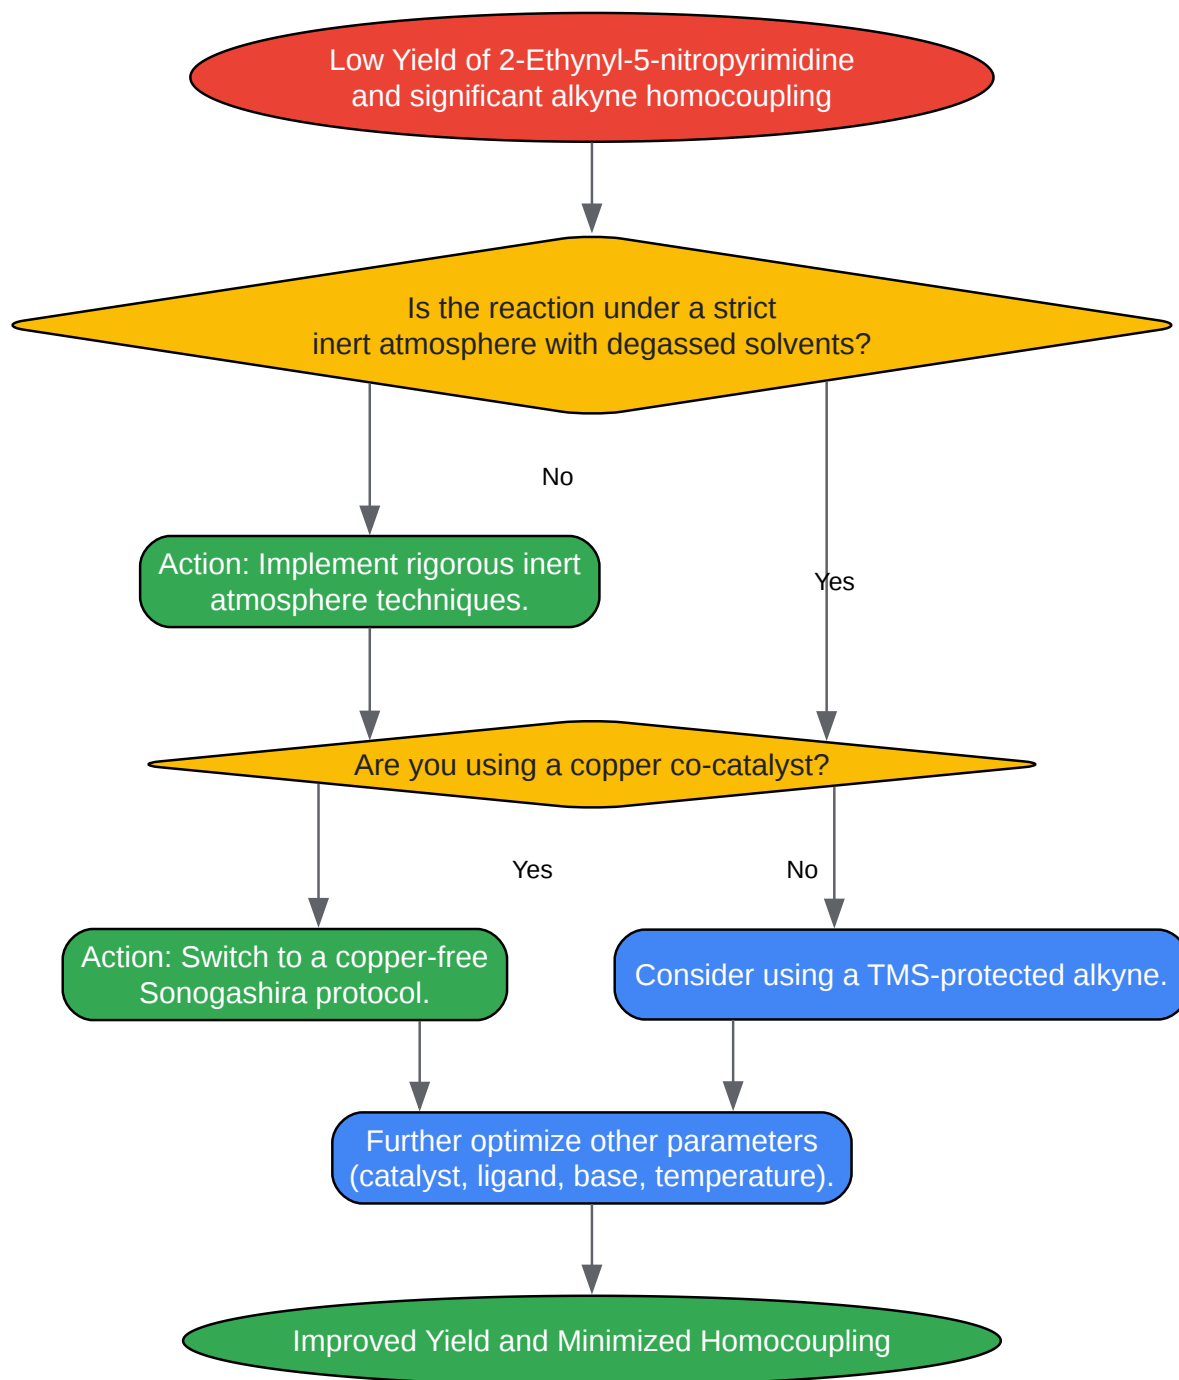 Low Yield of 2-Ethynyl-5-nitropyrimidine
and significant alkyne homocoupling
Is the reaction under a strict
inert atmosphere with degassed solvents?
No
Action: Implement rigorous inert
atmosphere techniques.
Yes
Are you using a copper co-catalyst?
Yes
No
Action: Switch to a copper-free
Sonogashira protocol.
Consider using a TMS-protected alkyne.
Further optimize other parameters
(catalyst, ligand, base, temperature).
Improved Yield and Minimized Homocoupling